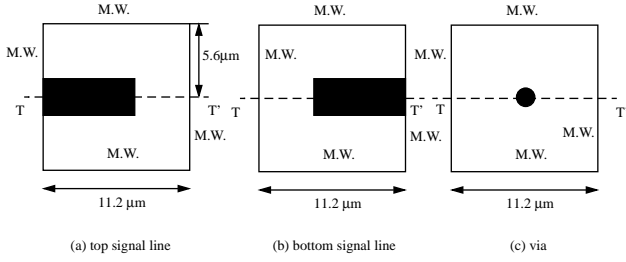 M.W. M.W. M.W.
M.W. 5.6μm M.W. M.W.
T T' T T' T T
M.W. M.W. M.W.
M.W. M.W. M.W.
11.2 μm 11.2 μm 11.2 μm
(a) top signal line (b) bottom signal line (c) via